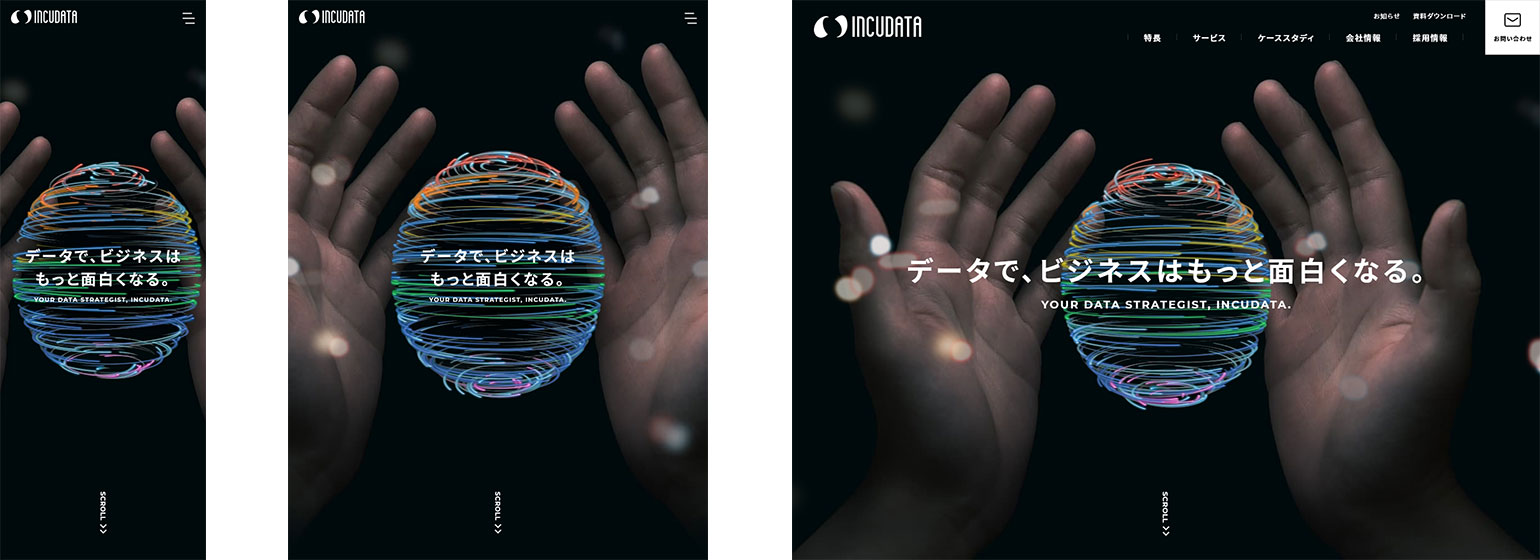 INCUDATA
データで、ビジネスは
もっと面白くなる。
YOUR DATA STRATEGIST, INCUDATA.
SCROLL
INCUDATA
データで、ビジネスは
もっと面白くなる。
YOUR DATA STRATEGIST, INCUDATA.
SCROLL
INCUDATA
お知らせ 資料ダウンロード
特長 サービス ケーススタディ 会社情報 採用情報
お問い合わせ
データで、ビジネスはもっと面白くなる。
YOUR DATA STRATEGIST, INCUDATA.
SCROLL